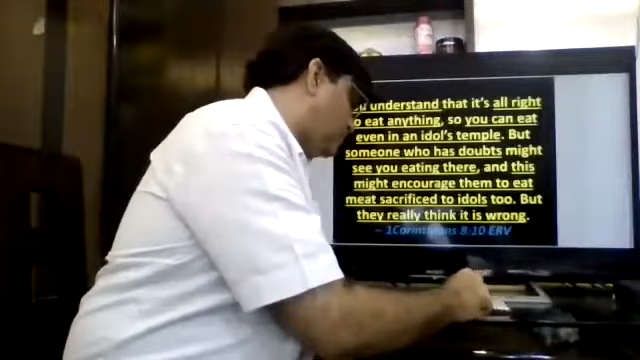 understand that it's all right
to eat anything, so you can eat
even in an idol's temple. But
someone who has doubts might
see you eating there, and this
might encourage them to eat
meat sacrificed to idols too. But
they really think it is wrong.
– 1Corinthians 8:10 ERV